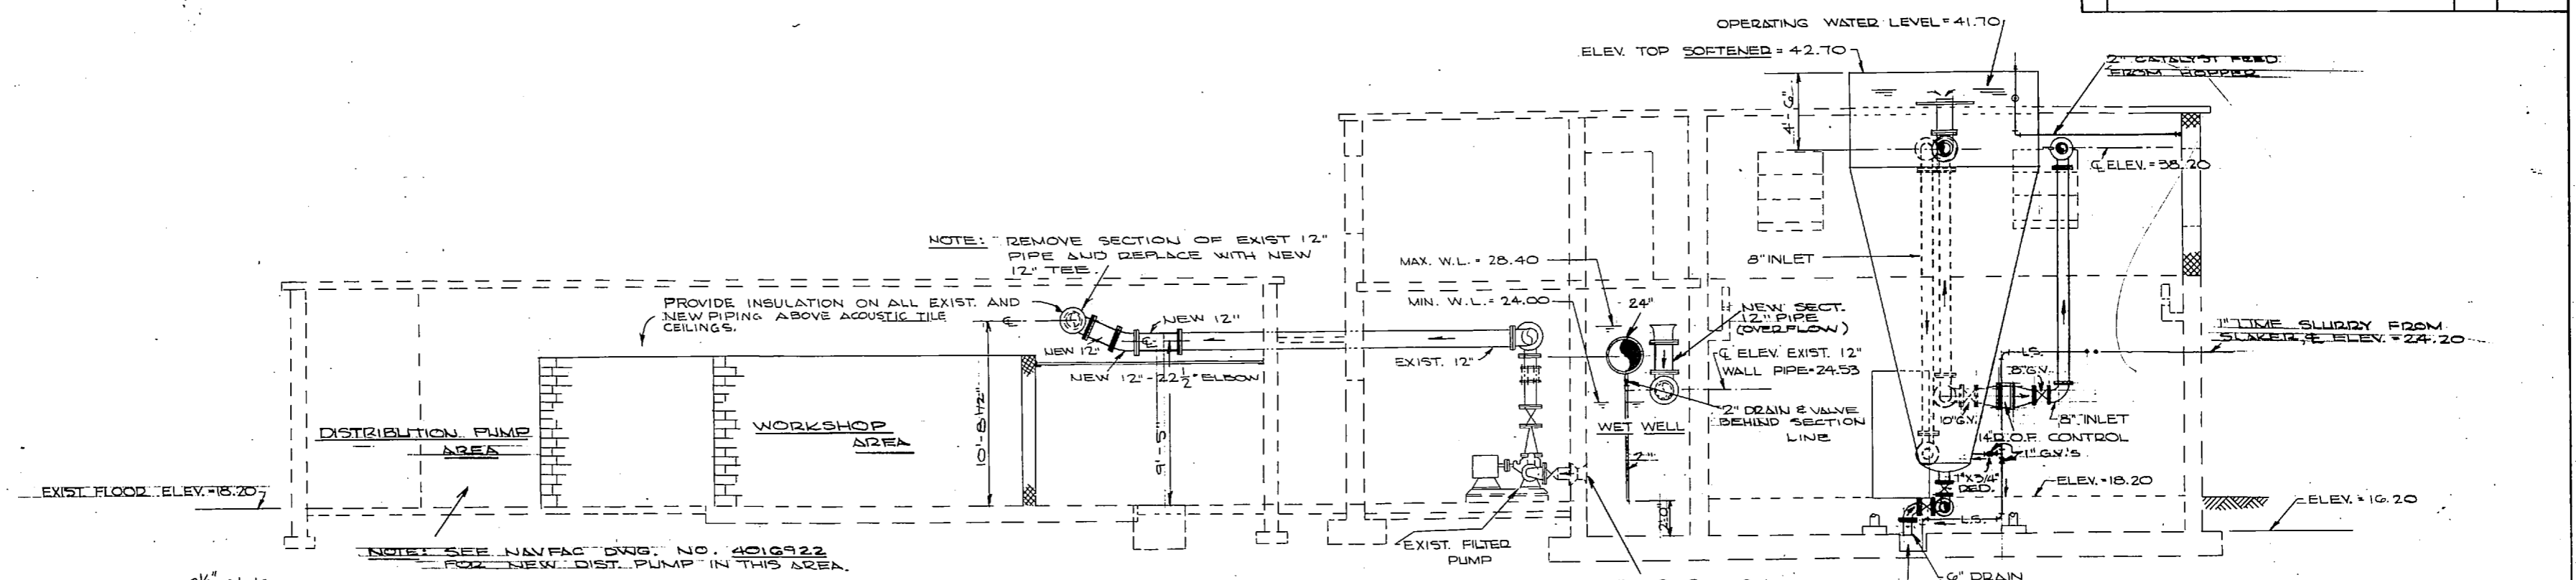 OPERATING WATER LEVEL = 41.70
ELEV. TOP SOFTENER = 42.70
2" CATALYST FEED
FROM HOPPER
4'-6"
℄ ELEV. = 38.20
NOTE: REMOVE SECTION OF EXIST 12"
PIPE AND REPLACE WITH NEW
12" TEE.
MAX. W.L. = 28.40
8" INLET
PROVIDE INSULATION ON ALL EXIST. AND
NEW PIPING ABOVE ACOUSTIC TILE
CEILINGS.
℄
NEW 12"
MIN. W.L. = 24.00
24"
NEW SECT.
12" PIPE
(OVERFLOW)
1" LIME SLURRY FROM
SLAKER, ℄ ELEV. = 24.20
L.S.
NEW 12"
℄
EXIST. 12"
℄ ELEV. EXIST. 12"
WALL PIPE = 24.53
NEW 12" - 22½° ELBOW
8" G.V.
10'-8 1/2"
9'-5"
2" DRAIN & VALVE
BEHIND SECTION
LINE
10" G.V.
8" INLET
DISTRIBUTION PUMP
AREA
WORKSHOP
AREA
WET WELL
R.O.F. CONTROL
1" G.V.'S
2"
1" X 3/4"
RED.
EXIST FLOOR ELEV. = 18.20
ELEV. = 18.20
ELEV. = 16.20
2'-0"
L.S.
NOTE: SEE NAVFAC DWG. NO. 4016922
FOR NEW DIST. PUMP IN THIS AREA.
EXIST. FILTER
PUMP
6" DRAIN